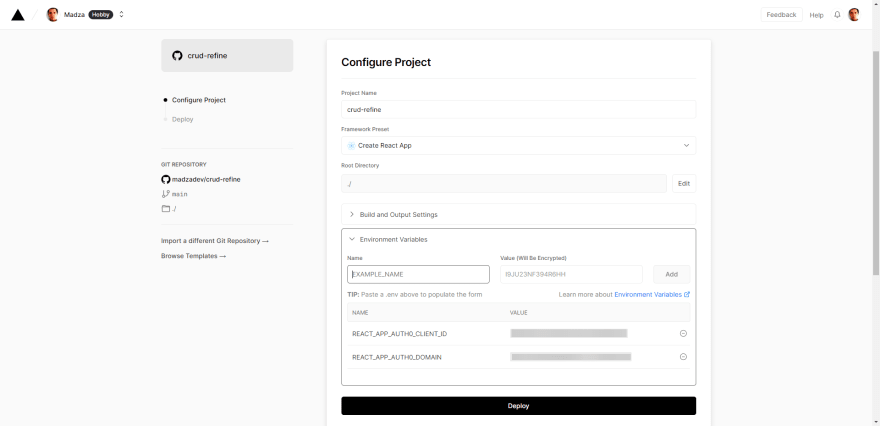 Madza Hobby
Feedback
Help
crud-refine
Configure Project
Deploy
GIT REPOSITORY
madzadev/crud-refine
main
./
Import a different Git Repository →
Browse Templates →
Configure Project
Project Name
crud-refine
Framework Preset
Create React App
Root Directory
./
Edit
Build and Output Settings
Environment Variables
Name
Value (Will Be Encrypted)
EXAMPLE_NAME
I9JU23NF394R6HH
Add
TIP: Paste a .env above to populate the form
Learn more about Environment Variables
NAME
VALUE
REACT_APP_AUTH0_CLIENT_ID
REACT_APP_AUTH0_DOMAIN
Deploy